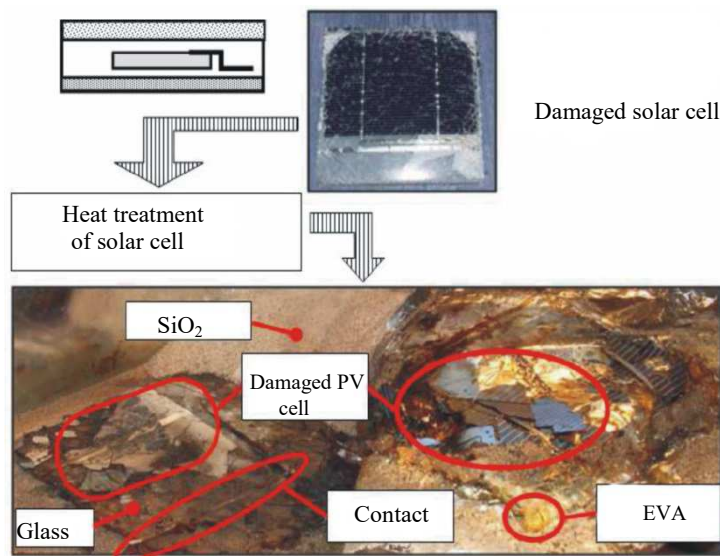 Damaged solar cell
Heat treatment
of solar cell
SiO₂
Damaged PV
cell
Glass
Contact
EVA